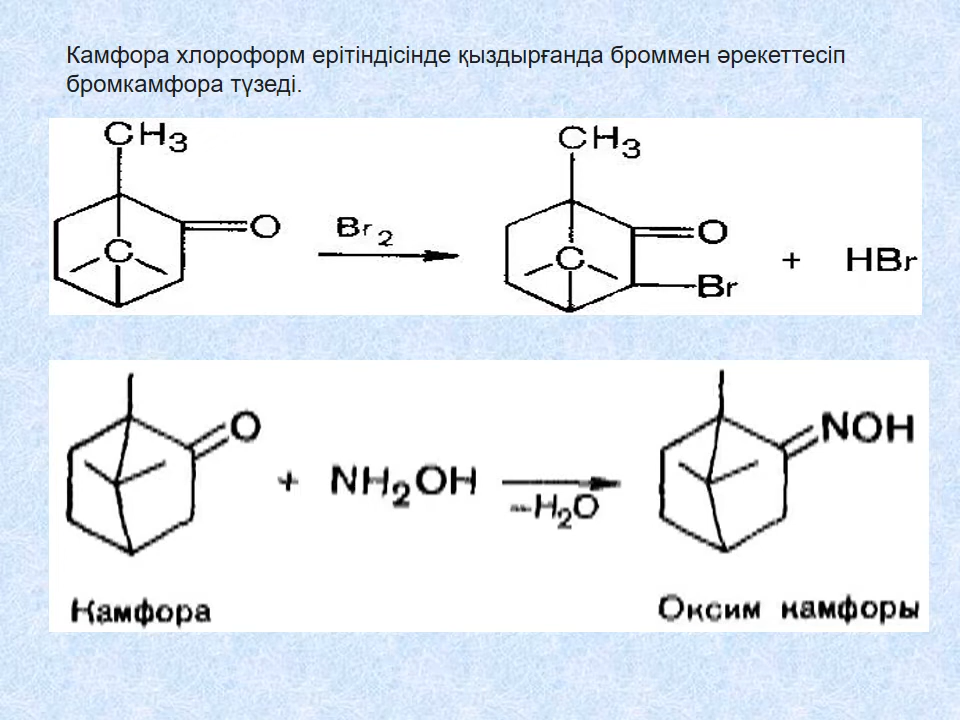 Камфора хлороформ ерітіндісінде қыздырғанда броммен әрекеттесіп
бромкамфора түзеді.
CH3 CH3
C O Br2 C O + HBr
Br
O + NH2OH –H2O NOH
Камфора Оксим камфоры